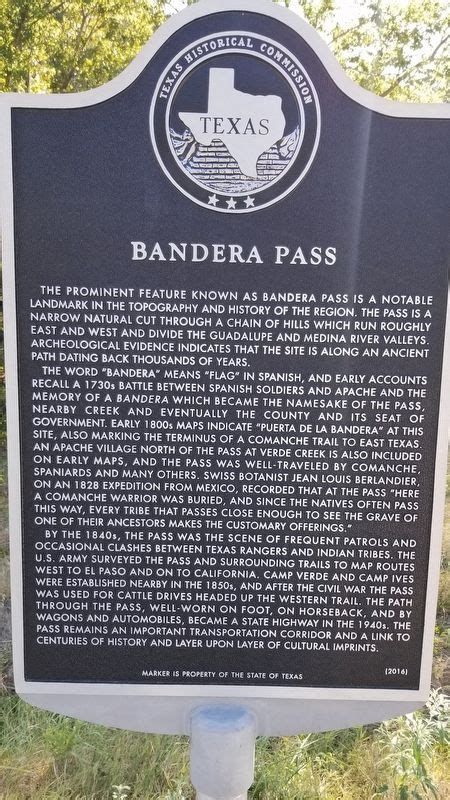 TEXAS HISTORICAL COMMISSION
TEXAS
BANDERA PASS
THE PROMINENT FEATURE KNOWN AS BANDERA PASS IS A NOTABLE
LANDMARK IN THE TOPOGRAPHY AND HISTORY OF THE REGION. THE PASS IS A
NARROW NATURAL CUT THROUGH A CHAIN OF HILLS WHICH RUN ROUGHLY
EAST AND WEST AND DIVIDE THE GUADALUPE AND MEDINA RIVER VALLEYS.
ARCHEOLOGICAL EVIDENCE INDICATES THAT THE SITE IS ALONG AN ANCIENT
PATH DATING BACK THOUSANDS OF YEARS.
THE WORD "BANDERA" MEANS "FLAG" IN SPANISH, AND EARLY ACCOUNTS
RECALL A 1730s BATTLE BETWEEN SPANISH SOLDIERS AND APACHE AND THE
MEMORY OF A BANDERA WHICH BECAME THE NAMESAKE OF THE PASS,
NEARBY CREEK AND EVENTUALLY THE COUNTY AND ITS SEAT OF
GOVERNMENT. EARLY 1800s MAPS INDICATE "PUERTA DE LA BANDERA" AT THIS
SITE, ALSO MARKING THE TERMINUS OF A COMANCHE TRAIL TO EAST TEXAS.
AN APACHE VILLAGE NORTH OF THE PASS AT VERDE CREEK IS ALSO INCLUDED
ON EARLY MAPS, AND THE PASS WAS WELL-TRAVELED BY COMANCHE,
SPANIARDS AND MANY OTHERS. SWISS BOTANIST JEAN LOUIS BERLANDIER,
ON AN 1828 EXPEDITION FROM MEXICO, RECORDED THAT AT THE PASS "HERE
A COMANCHE WARRIOR WAS BURIED, AND SINCE THE NATIVES OFTEN PASS
THIS WAY, EVERY TRIBE THAT PASSES CLOSE ENOUGH TO SEE THE GRAVE OF
ONE OF THEIR ANCESTORS MAKES THE CUSTOMARY OFFERINGS."
BY THE 1840s, THE PASS WAS THE SCENE OF FREQUENT PATROLS AND
OCCASIONAL CLASHES BETWEEN TEXAS RANGERS AND INDIAN TRIBES. THE
U.S. ARMY SURVEYED THE PASS AND SURROUNDING TRAILS TO MAP ROUTES
WEST TO EL PASO AND ON TO CALIFORNIA. CAMP VERDE AND CAMP IVES
WERE ESTABLISHED NEARBY IN THE 1850s, AND AFTER THE CIVIL WAR THE PASS
WAS USED FOR CATTLE DRIVES HEADED UP THE WESTERN TRAIL. THE PATH
THROUGH THE PASS, WELL-WORN ON FOOT, ON HORSEBACK, AND BY
WAGONS AND AUTOMOBILES, BECAME A STATE HIGHWAY IN THE 1940s. THE
PASS REMAINS AN IMPORTANT TRANSPORTATION CORRIDOR AND A LINK TO
CENTURIES OF HISTORY AND LAYER UPON LAYER OF CULTURAL IMPRINTS.
(2016)
MARKER IS PROPERTY OF THE STATE OF TEXAS